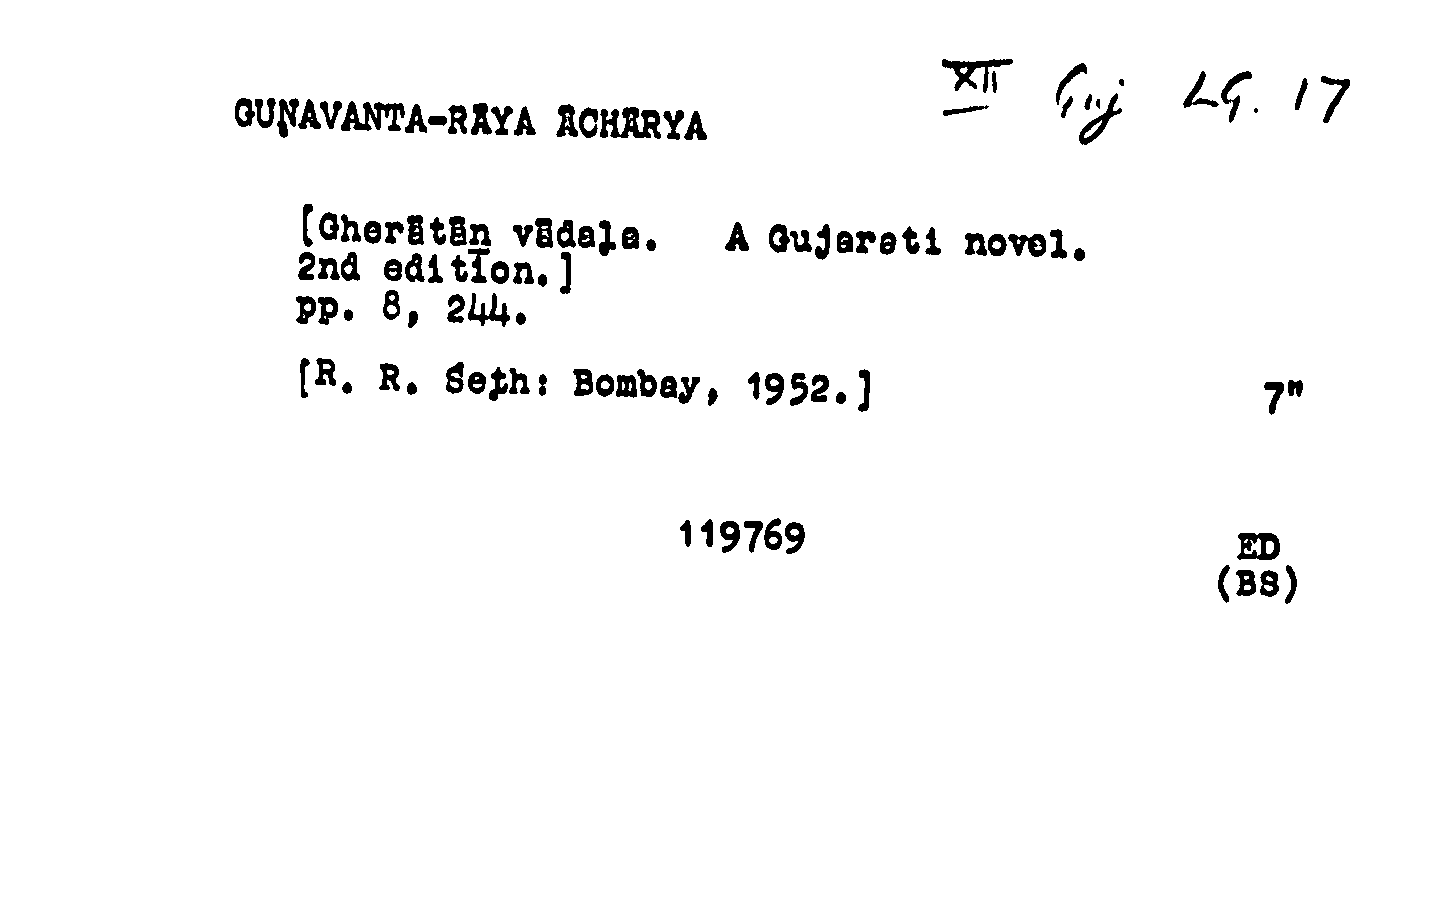 XII Guj LG. 17
GUṆAVANTA-RĀYA ĀCHĀRYA
[Gherātāṉ vādaḷa. A Gujarati novel.
2nd edition.]
pp. 8, 244.
[R. R. Śeṭh: Bombay, 1952.] 7"
119769 ED
(BS)